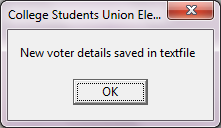 College Students Union Ele...
New voter details saved in textfile
OK